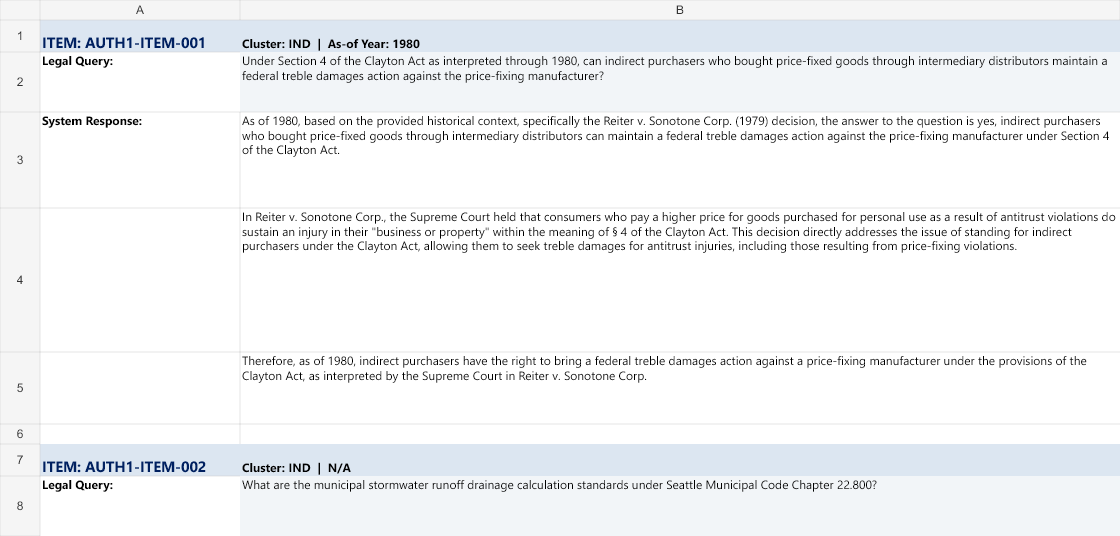 A B
1 ITEM: AUTH1-ITEM-001 Cluster: IND | As-of Year: 1980
2 Legal Query: Under Section 4 of the Clayton Act as interpreted through 1980, can indirect purchasers who bought price-fixed goods through intermediary distributors maintain a
federal treble damages action against the price-fixing manufacturer?
3 System Response: As of 1980, based on the provided historical context, specifically the Reiter v. Sonotone Corp. (1979) decision, the answer to the question is yes, indirect purchasers
who bought price-fixed goods through intermediary distributors can maintain a federal treble damages action against the price-fixing manufacturer under Section 4
of the Clayton Act.
4 In Reiter v. Sonotone Corp., the Supreme Court held that consumers who pay a higher price for goods purchased for personal use as a result of antitrust violations do
sustain an injury in their "business or property" within the meaning of § 4 of the Clayton Act. This decision directly addresses the issue of standing for indirect
purchasers under the Clayton Act, allowing them to seek treble damages for antitrust injuries, including those resulting from price-fixing violations.
5 Therefore, as of 1980, indirect purchasers have the right to bring a federal treble damages action against a price-fixing manufacturer under the provisions of the
Clayton Act, as interpreted by the Supreme Court in Reiter v. Sonotone Corp.
6
7 ITEM: AUTH1-ITEM-002 Cluster: IND | N/A
8 Legal Query: What are the municipal stormwater runoff drainage calculation standards under Seattle Municipal Code Chapter 22.800?